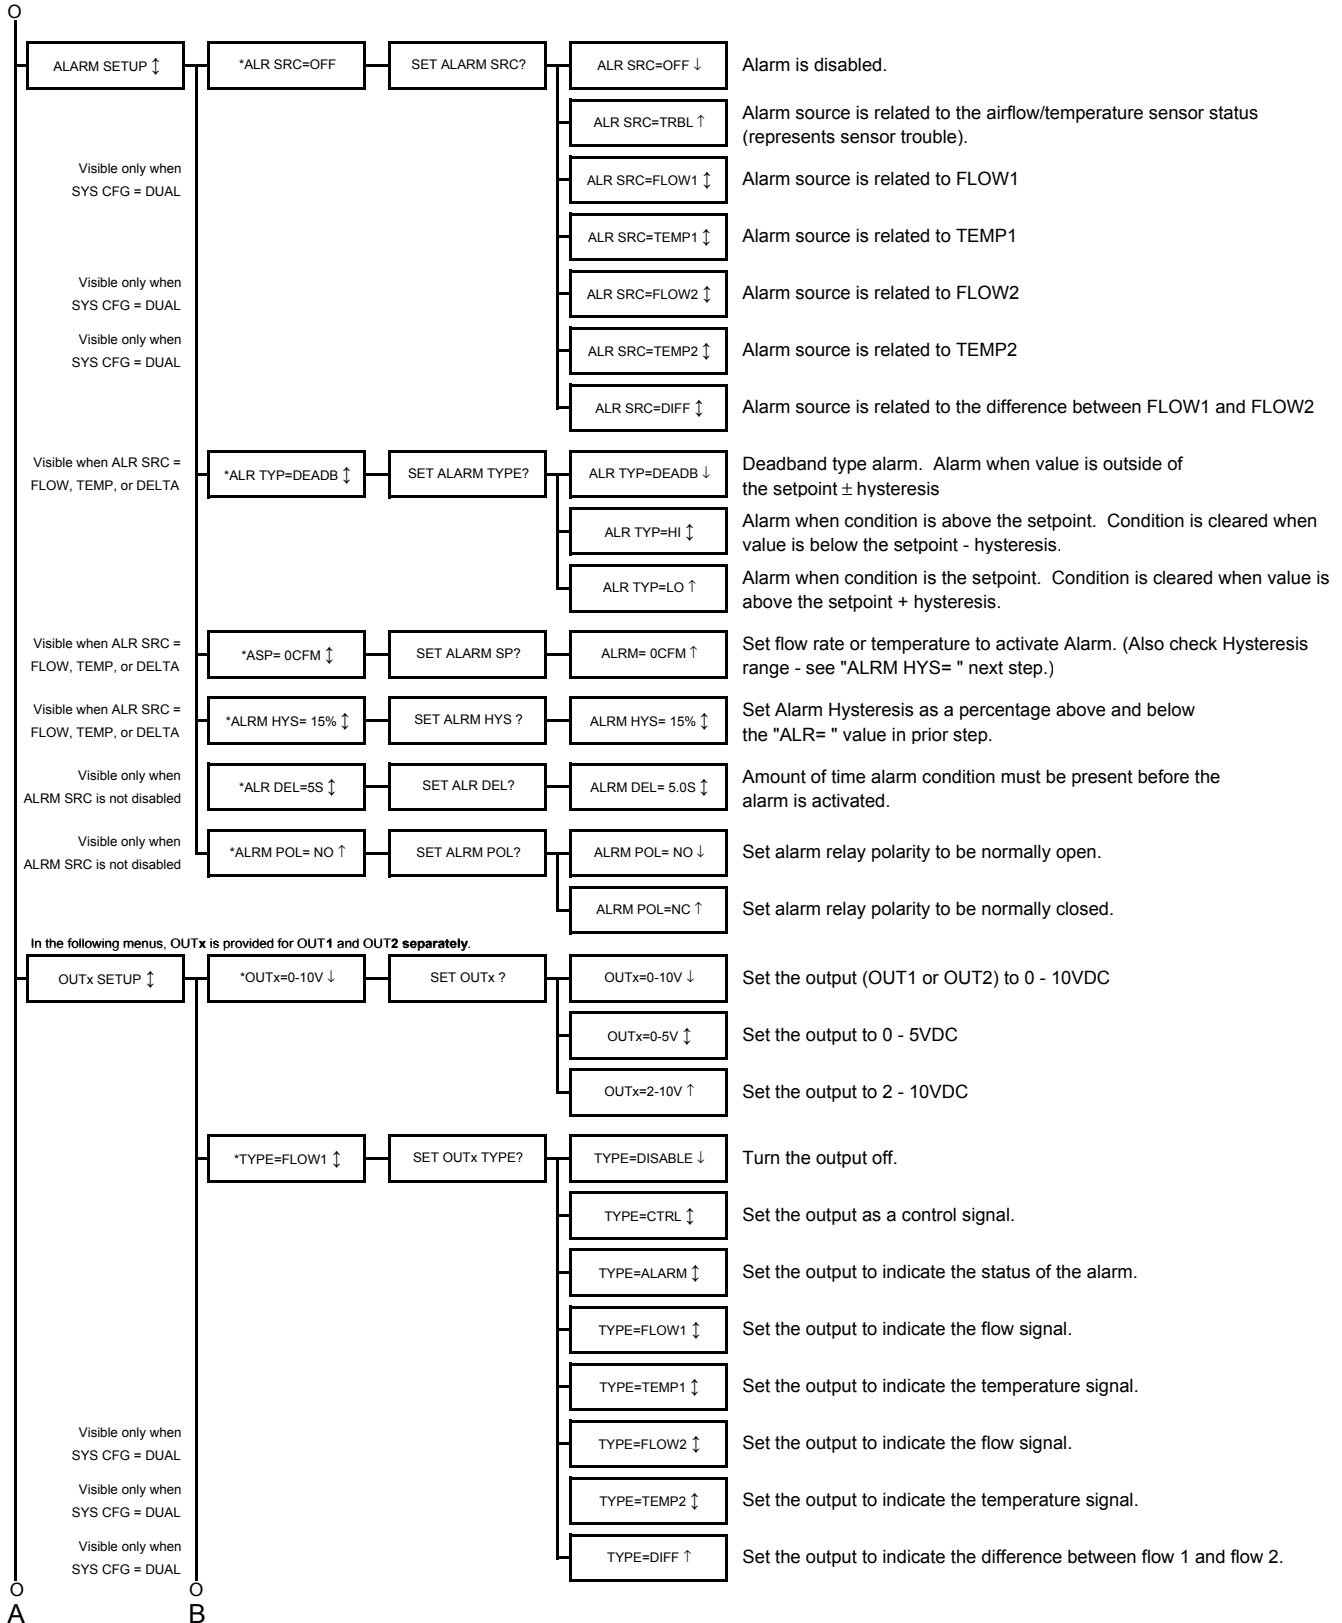 O
ALARM SETUP ↕ *ALR SRC=OFF SET ALARM SRC? ALR SRC=OFF ↓ Alarm is disabled.
ALR SRC=TRBL ↑ Alarm source is related to the airflow/temperature sensor status
(represents sensor trouble).
Visible only when
SYS CFG = DUAL
ALR SRC=FLOW1 ↕ Alarm source is related to FLOW1
ALR SRC=TEMP1 ↕ Alarm source is related to TEMP1
Visible only when
SYS CFG = DUAL
ALR SRC=FLOW2 ↕ Alarm source is related to FLOW2
Visible only when
SYS CFG = DUAL
ALR SRC=TEMP2 ↕ Alarm source is related to TEMP2
ALR SRC=DIFF ↕ Alarm source is related to the difference between FLOW1 and FLOW2
Visible when ALR SRC =
FLOW, TEMP, or DELTA
*ALR TYP=DEADB ↕ SET ALARM TYPE? ALR TYP=DEADB ↓ Deadband type alarm. Alarm when value is outside of
the setpoint ± hysteresis
ALR TYP=HI ↕ Alarm when condition is above the setpoint. Condition is cleared when
value is below the setpoint - hysteresis.
ALR TYP=LO ↑ Alarm when condition is the setpoint. Condition is cleared when value is
above the setpoint + hysteresis.
Visible when ALR SRC =
FLOW, TEMP, or DELTA
*ASP= 0CFM ↕ SET ALARM SP? ALRM= 0CFM ↑ Set flow rate or temperature to activate Alarm. (Also check Hysteresis
range - see "ALRM HYS= " next step.)
Visible when ALR SRC =
FLOW, TEMP, or DELTA
*ALRM HYS= 15% ↕ SET ALRM HYS ? ALRM HYS= 15% ↕ Set Alarm Hysteresis as a percentage above and below
the "ALR= " value in prior step.
Visible only when
ALRM SRC is not disabled
*ALR DEL=5S ↕ SET ALR DEL? ALRM DEL= 5.0S ↕ Amount of time alarm condition must be present before the
alarm is activated.
Visible only when
ALRM SRC is not disabled
*ALRM POL= NO ↑ SET ALRM POL? ALRM POL= NO ↓ Set alarm relay polarity to be normally open.
ALRM POL=NC ↑ Set alarm relay polarity to be normally closed.
In the following menus, OUTx is provided for OUT1 and OUT2 separately.
OUTx SETUP ↕ *OUTx=0-10V ↓ SET OUTx ? OUTx=0-10V ↓ Set the output (OUT1 or OUT2) to 0 - 10VDC
OUTx=0-5V ↕ Set the output to 0 - 5VDC
OUTx=2-10V ↑ Set the output to 2 - 10VDC
*TYPE=FLOW1 ↕ SET OUTx TYPE? TYPE=DISABLE ↓ Turn the output off.
TYPE=CTRL ↕ Set the output as a control signal.
TYPE=ALARM ↕ Set the output to indicate the status of the alarm.
TYPE=FLOW1 ↕ Set the output to indicate the flow signal.
TYPE=TEMP1 ↕ Set the output to indicate the temperature signal.
Visible only when
SYS CFG = DUAL
TYPE=FLOW2 ↕ Set the output to indicate the flow signal.
Visible only when
SYS CFG = DUAL
TYPE=TEMP2 ↕ Set the output to indicate the temperature signal.
Visible only when
SYS CFG = DUAL
TYPE=DIFF ↑ Set the output to indicate the difference between flow 1 and flow 2.
O O
A B